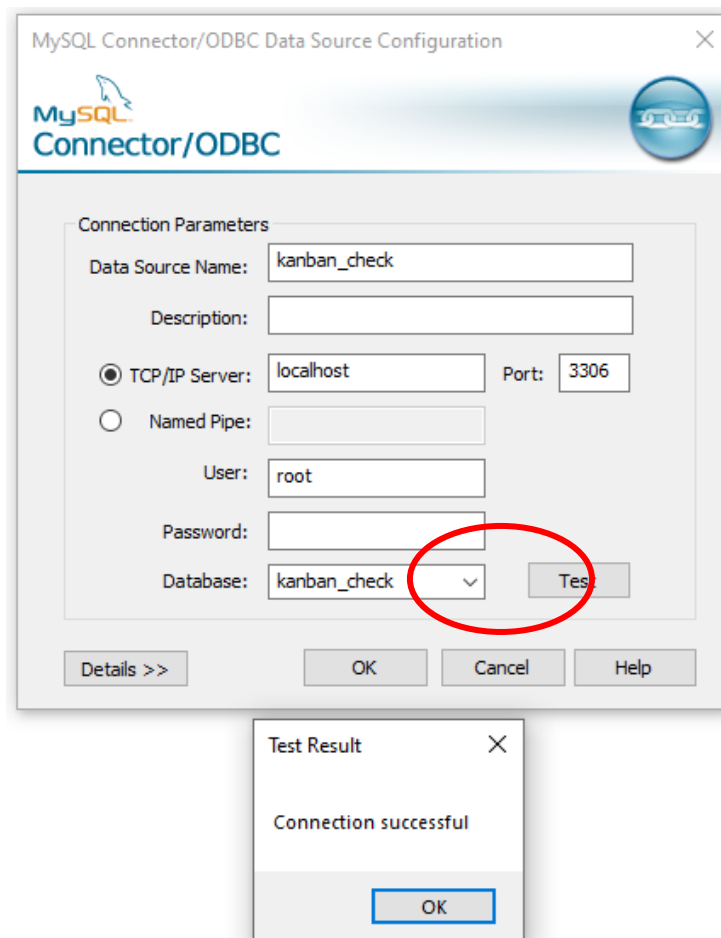 MySQL Connector/ODBC Data Source Configuration
MySQL
Connector/ODBC
Connection Parameters
Data Source Name: kanban_check
Description:
TCP/IP Server: localhost Port: 3306
Named Pipe:
User: root
Password:
Database: kanban_check Test
Details >> OK Cancel Help
Test Result
Connection successful
OK